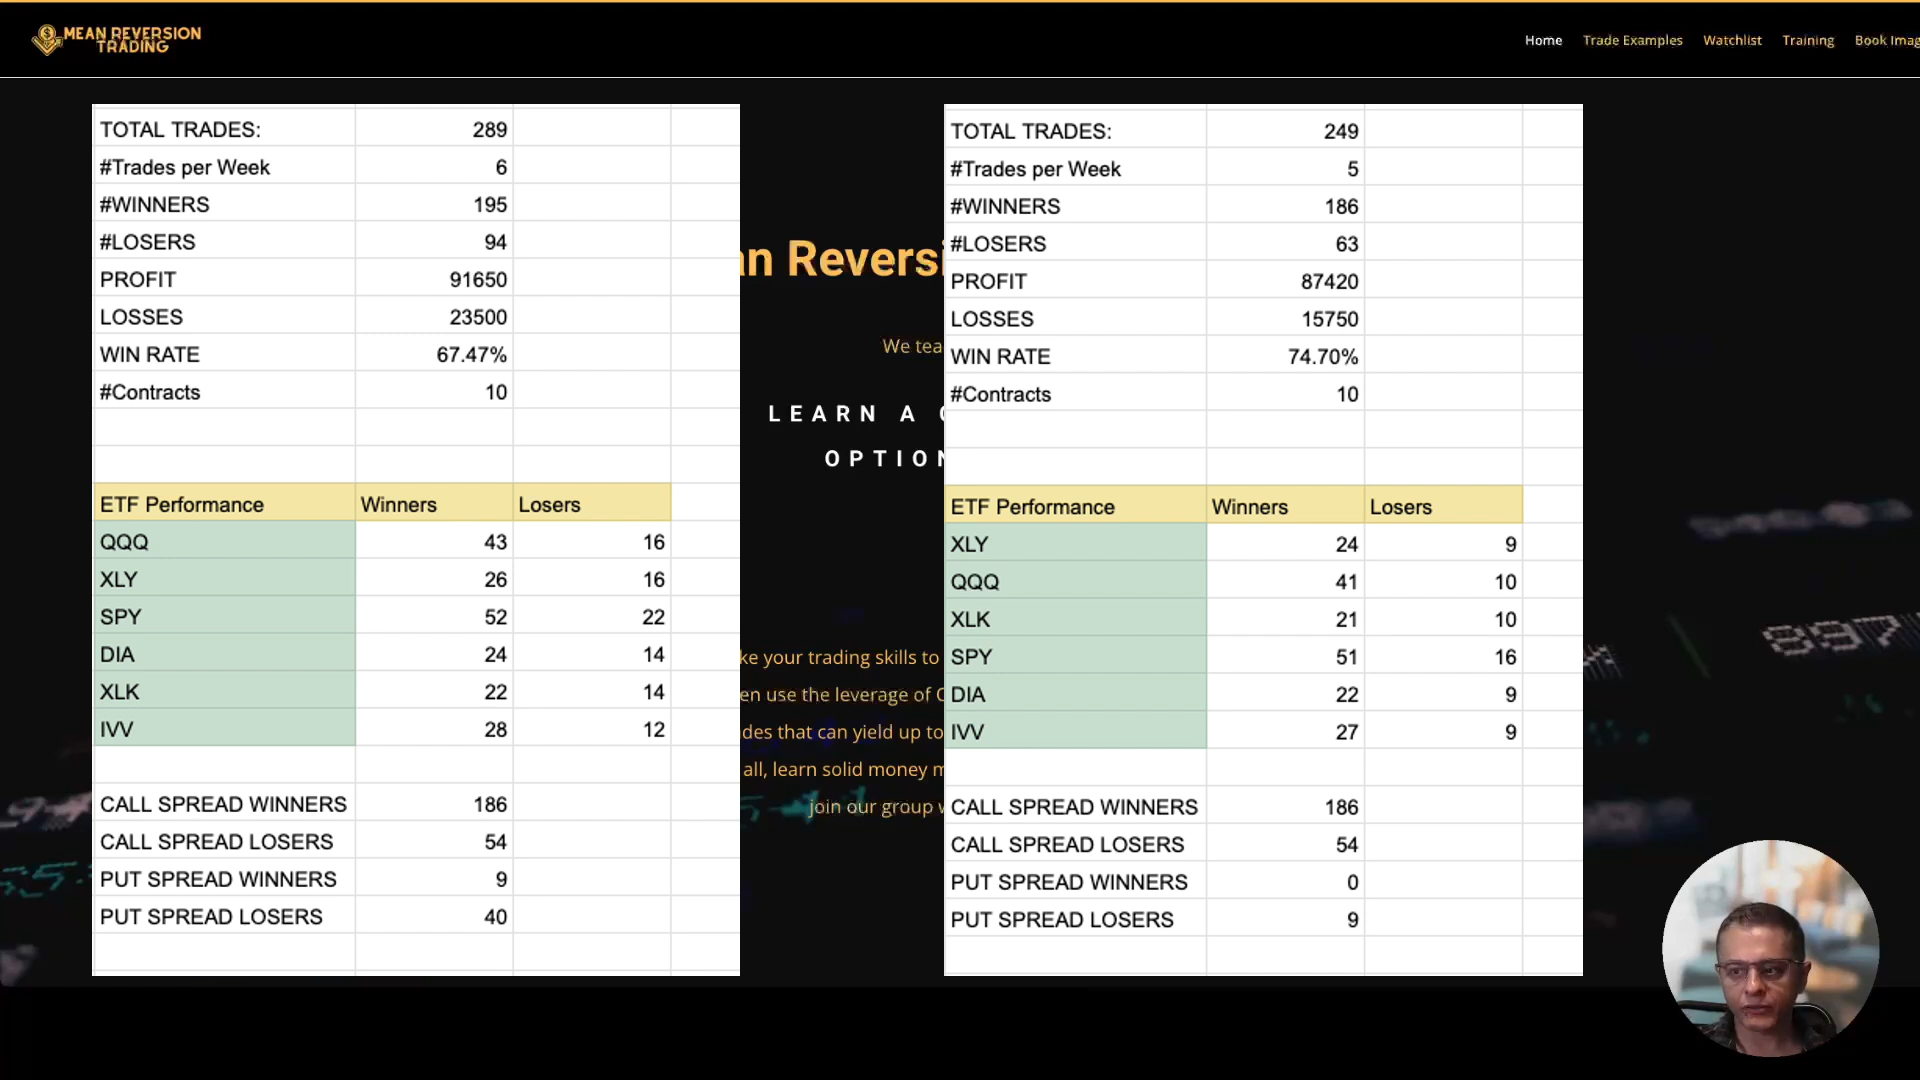 MEAN REVERSION
TRADING
Home Trade Examples Watchlist Training Book Imag
TOTAL TRADES: 289
#Trades per Week 6
#WINNERS 195
#LOSERS 94
PROFIT 91650
LOSSES 23500
WIN RATE 67.47%
#Contracts 10
ETF Performance Winners Losers
QQQ 43 16
XLY 26 16
SPY 52 22
DIA 24 14
XLK 22 14
IVV 28 12
CALL SPREAD WINNERS 186
CALL SPREAD LOSERS 54
PUT SPREAD WINNERS 9
PUT SPREAD LOSERS 40
an Reversi
We tea
LEARN A
OPTION
ke your trading skills to
en use the leverage of
des that can yield up to
all, learn solid money m
join our group
TOTAL TRADES: 249
#Trades per Week 5
#WINNERS 186
#LOSERS 63
PROFIT 87420
LOSSES 15750
WIN RATE 74.70%
#Contracts 10
ETF Performance Winners Losers
XLY 24 9
QQQ 41 10
XLK 21 10
SPY 51 16
DIA 22 9
IVV 27 9
CALL SPREAD WINNERS 186
CALL SPREAD LOSERS 54
PUT SPREAD WINNERS 0
PUT SPREAD LOSERS 9